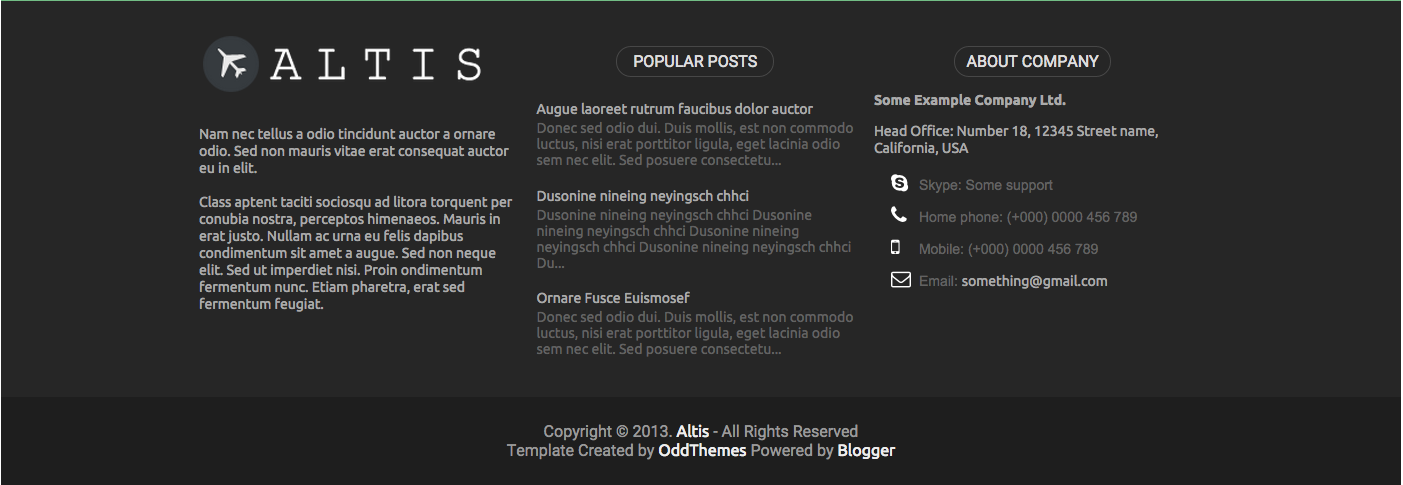 ALTIS
Nam nec tellus a odio tincidunt auctor a ornare
odio. Sed non mauris vitae erat consequat auctor
eu in elit.
Class aptent taciti sociosqu ad litora torquent per
conubia nostra, perceptos himenaeos. Mauris in
erat justo. Nullam ac urna eu felis dapibus
condimentum sit amet a augue. Sed non neque
elit. Sed ut imperdiet nisi. Proin ondimentum
fermentum nunc. Etiam pharetra, erat sed
fermentum feugiat.
POPULAR POSTS
Augue laoreet rutrum faucibus dolor auctor
Donec sed odio dui. Duis mollis, est non commodo
luctus, nisi erat porttitor ligula, eget lacinia odio
sem nec elit. Sed posuere consectetu...
Dusonine nineing neyingsch chhci
Dusonine nineing neyingsch chhci Dusonine
nineing neyingsch chhci Dusonine nineing
neyingsch chhci Dusonine nineing neyingsch chhci
Du...
Ornare Fusce Euismosef
Donec sed odio dui. Duis mollis, est non commodo
luctus, nisi erat porttitor ligula, eget lacinia odio
sem nec elit. Sed posuere consectetu...
ABOUT COMPANY
Some Example Company Ltd.
Head Office: Number 18, 12345 Street name,
California, USA
Skype: Some support
Home phone: (+000) 0000 456 789
Mobile: (+000) 0000 456 789
Email: something@gmail.com
Copyright © 2013. Altis - All Rights Reserved
Template Created by OddThemes Powered by Blogger